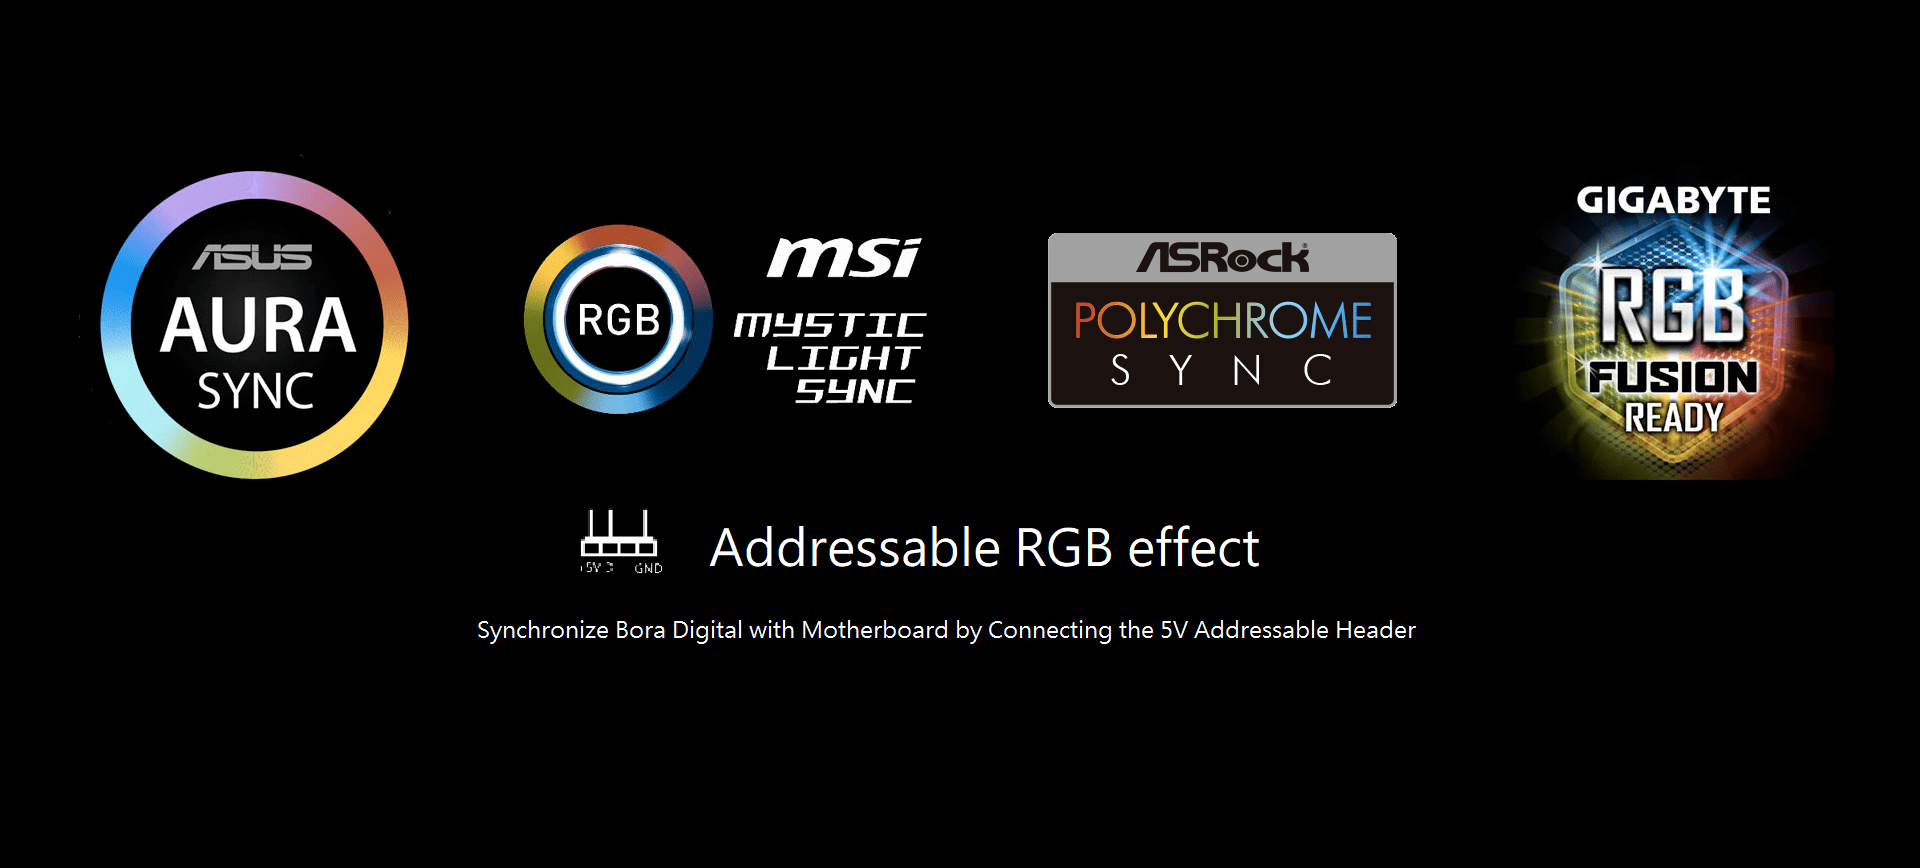 ASUS
AURA
SYNC
RGB
msi
MYSTIC
LIGHT
SYNC
ASRock®
POLYCHROME
SYNC
GIGABYTE
RGB
FUSION
READY
GND
Addressable RGB effect
Synchronize Bora Digital with Motherboard by Connecting the 5V Addressable Header